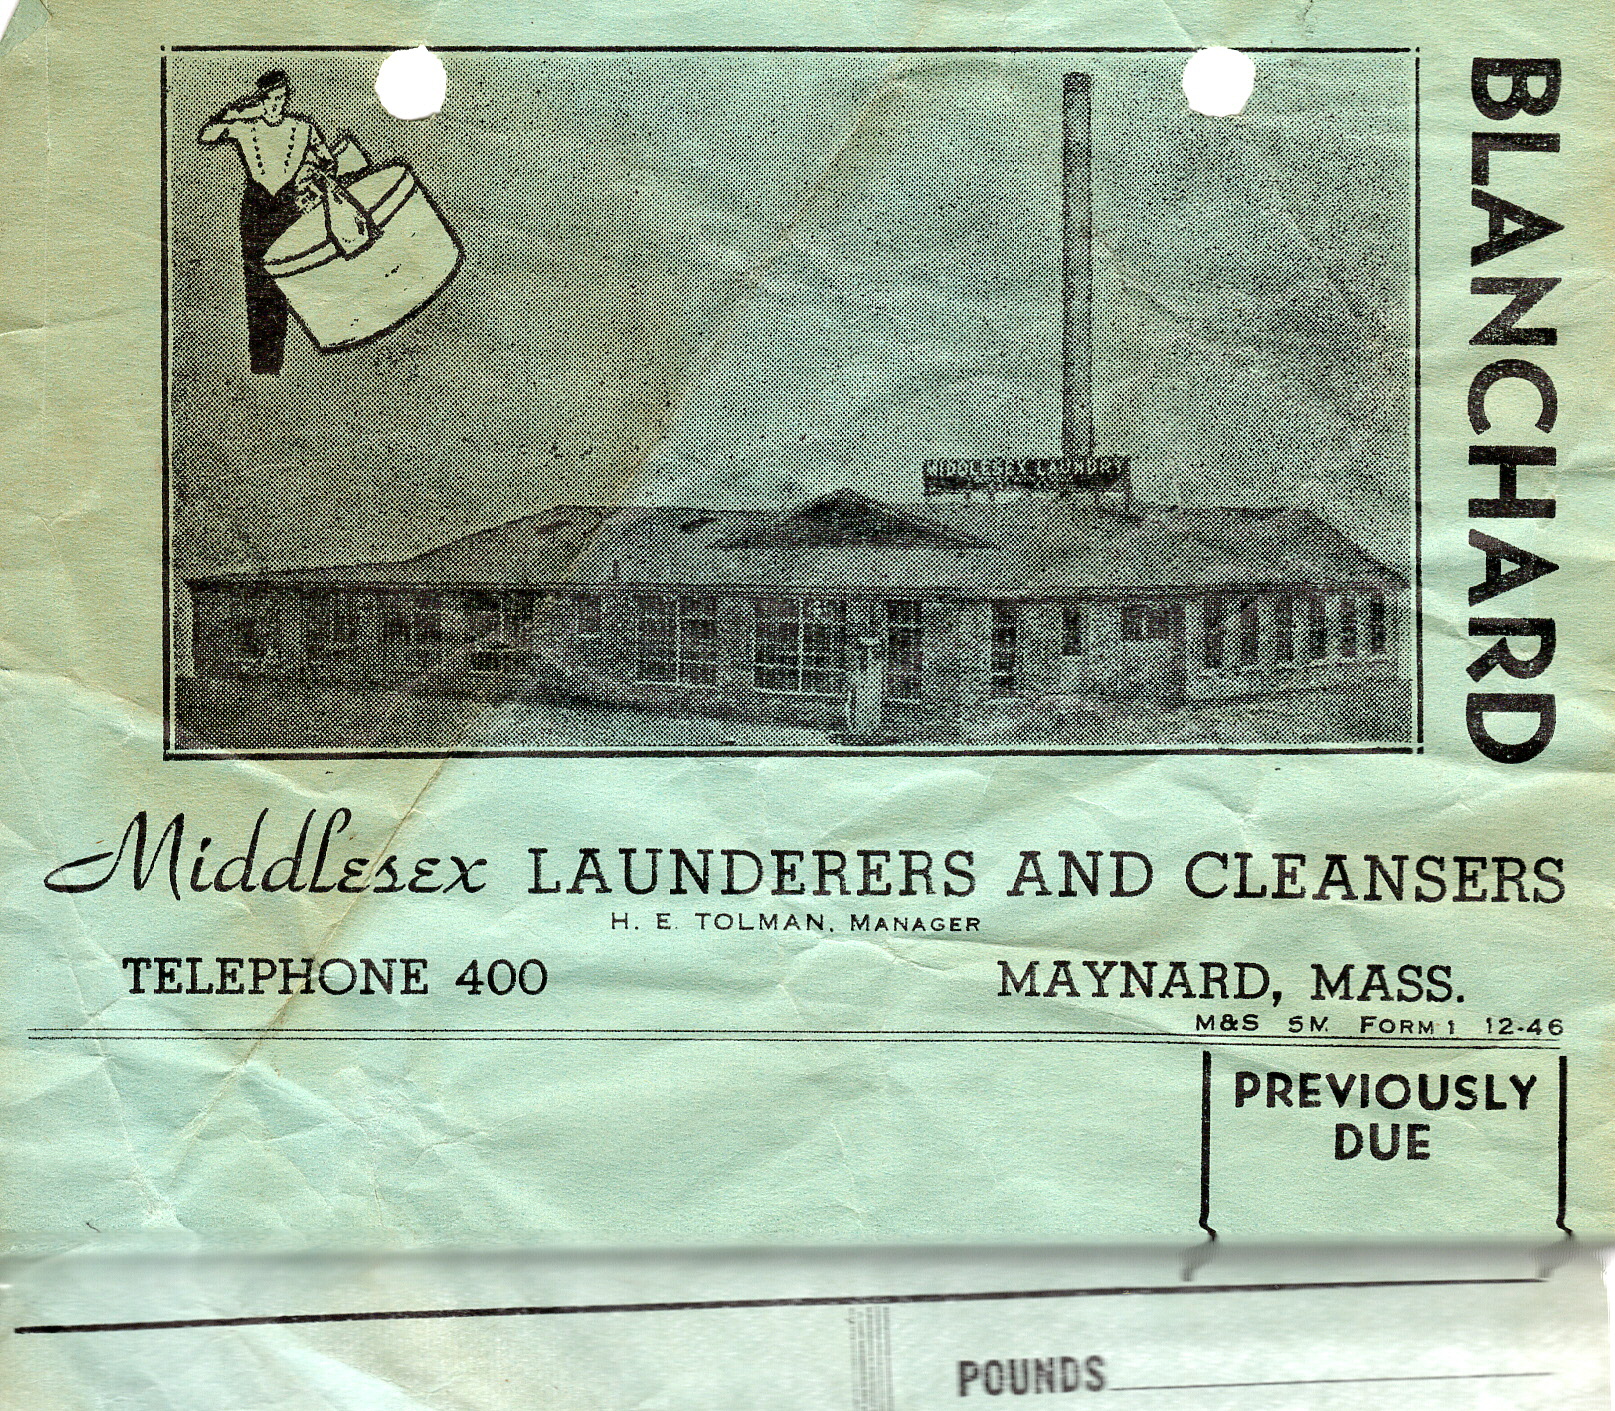 BLANCHARD
MIDDLESEX LAUNDRY
Middlesex LAUNDERERS AND CLEANSERS
H. E. TOLMAN, MANAGER
TELEPHONE 400
MAYNARD, MASS.
M&S 5M FORM 1 12-46
PREVIOUSLY
DUE
POUNDS